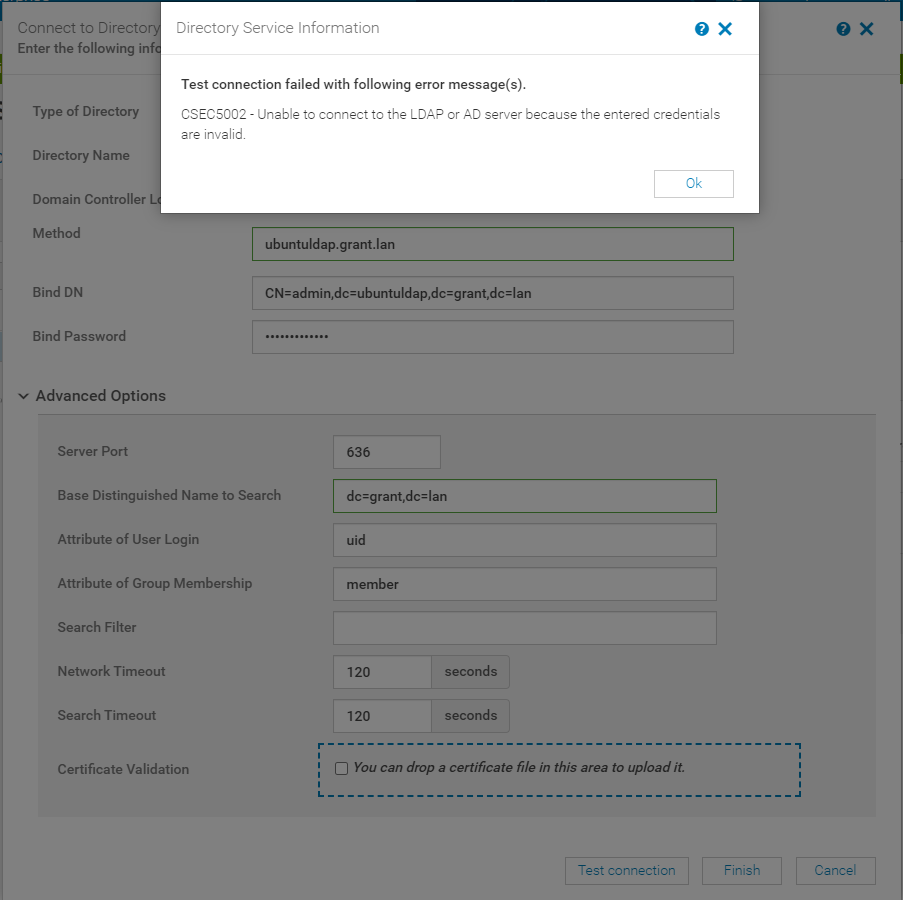 Connect to Directory
Enter the following info
Directory Service Information
Test connection failed with following error message(s).
CSEC5002 - Unable to connect to the LDAP or AD server because the entered credentials
are invalid.
Ok
Type of Directory
Directory Name
Domain Controller Lo
Method
ubuntuldap.grant.lan
Bind DN
CN=admin,dc=ubuntuldap,dc=grant,dc=lan
Bind Password
•••••••••••••
Advanced Options
Server Port
636
Base Distinguished Name to Search
dc=grant,dc=lan
Attribute of User Login
uid
Attribute of Group Membership
member
Search Filter
Network Timeout
120 seconds
Search Timeout
120 seconds
Certificate Validation
You can drop a certificate file in this area to upload it.
Test connection
Finish
Cancel